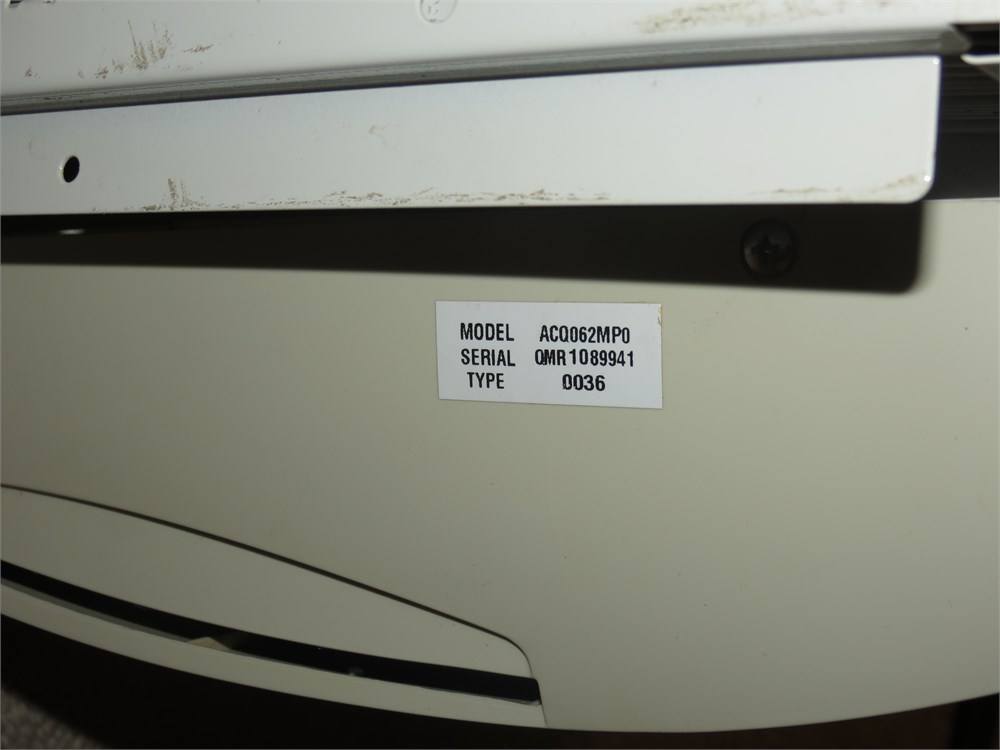 MODEL ACQ062MP0
SERIAL QMR1089941
TYPE 0036